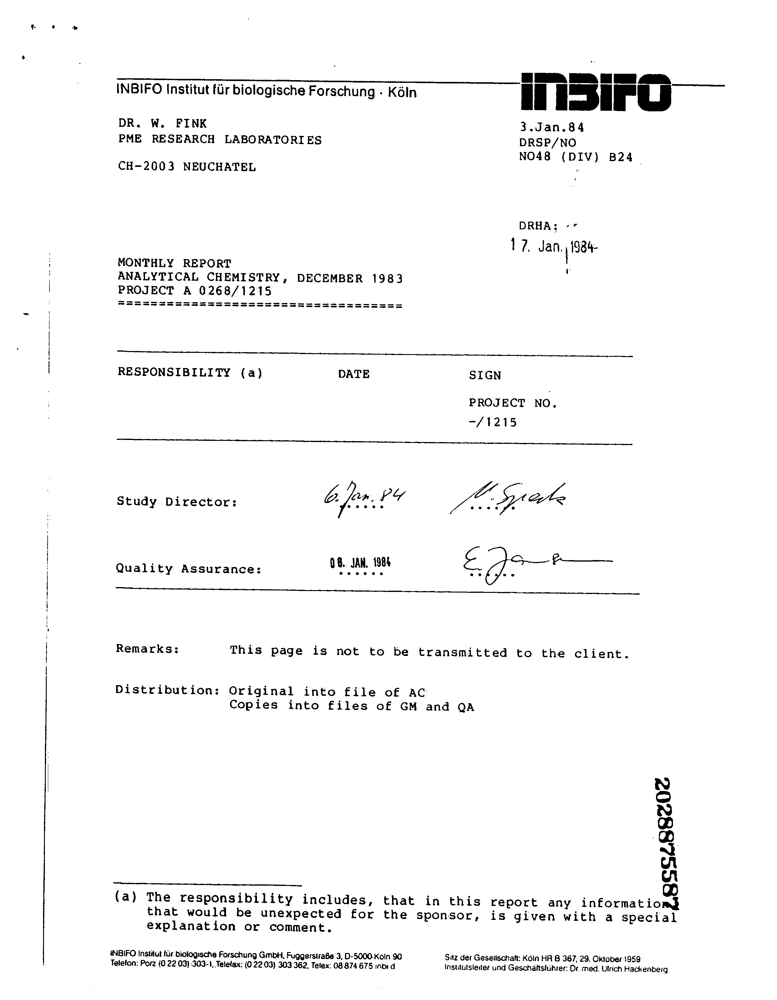 INBIFO Institut für biologische Forschung · Köln
INBIFO
DR. W. FINK
PME RESEARCH LABORATORIES
CH-2003 NEUCHATEL
3.Jan.84
DRSP/NO
NO48 (DIV) B24
DRHA:
17. Jan. 1984
MONTHLY REPORT
ANALYTICAL CHEMISTRY, DECEMBER 1983
PROJECT A 0268/1215
==================================
RESPONSIBILITY (a) DATE SIGN
PROJECT NO.
-/1215
Study Director: 6. Jan. 84
Quality Assurance: 08. JAN. 1984
Remarks: This page is not to be transmitted to the client.
Distribution: Original into file of AC
Copies into files of GM and QA
2028875582
(a) The responsibility includes, that in this report any information
that would be unexpected for the sponsor, is given with a special
explanation or comment.
INBIFO Institut für biologische Forschung GmbH, Fuggerstraße 3, D-5000 Köln 90
Telefon: Porz (0 22 03) 303-1, Telefax: (0 22 03) 303 362, Telex: 08 874 675 inbi d
Sitz der Gesellschaft: Köln HR B 367, 29. Oktober 1959
Institutsleiter und Geschäftsführer: Dr. med. Ulrich Hackenberg